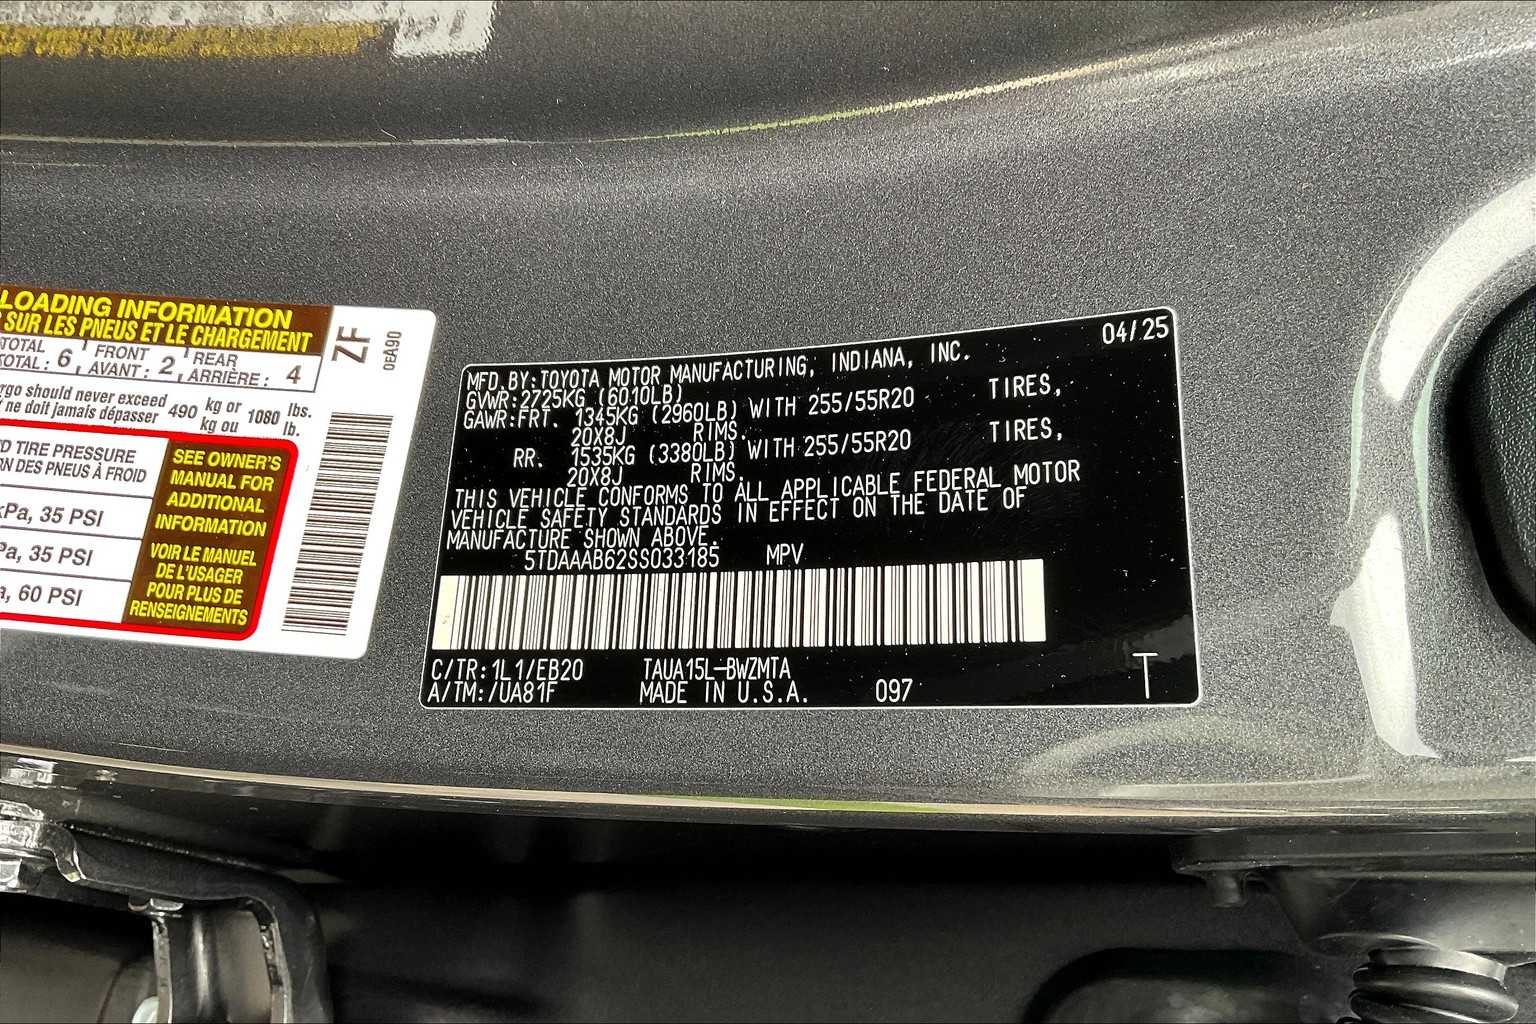 LOADING INFORMATION
SUR LES PNEUS ET LE CHARGEMENT
TOTAL FRONT REAR
TOTAL : 6 AVANT : 2 ARRIÈRE : 4
should never exceed 490 kg or 1080 lbs.
ne doit jamais dépasser kg ou lb.
TIRE PRESSURE
DES PNEUS À FROID
35 PSI
35 PSI
60 PSI
SEE OWNER'S
MANUAL FOR
ADDITIONAL
INFORMATION
VOIR LE MANUEL
DE L'USAGER
POUR PLUS DE
RENSEIGNEMENTS
ZF
0EA90
04/25
MFD.BY:TOYOTA MOTOR MANUFACTURING, INDIANA, INC.
GVWR:2725KG (6010LB)
GAWR:FRT. 1345KG (2960LB) WITH 255/55R20 TIRES,
20X8J RIMS.
RR. 1535KG (3380LB) WITH 255/55R20 TIRES,
20X8J RIMS.
THIS VEHICLE CONFORMS TO ALL APPLICABLE FEDERAL MOTOR
VEHICLE SAFETY STANDARDS IN EFFECT ON THE DATE OF
MANUFACTURE SHOWN ABOVE.
5TDAAAB62SS033185 MPV
C/TR:1L1/EB20 TAUA15L-BWZMTA
A/TM:/UA81F MADE IN U.S.A. 097 T